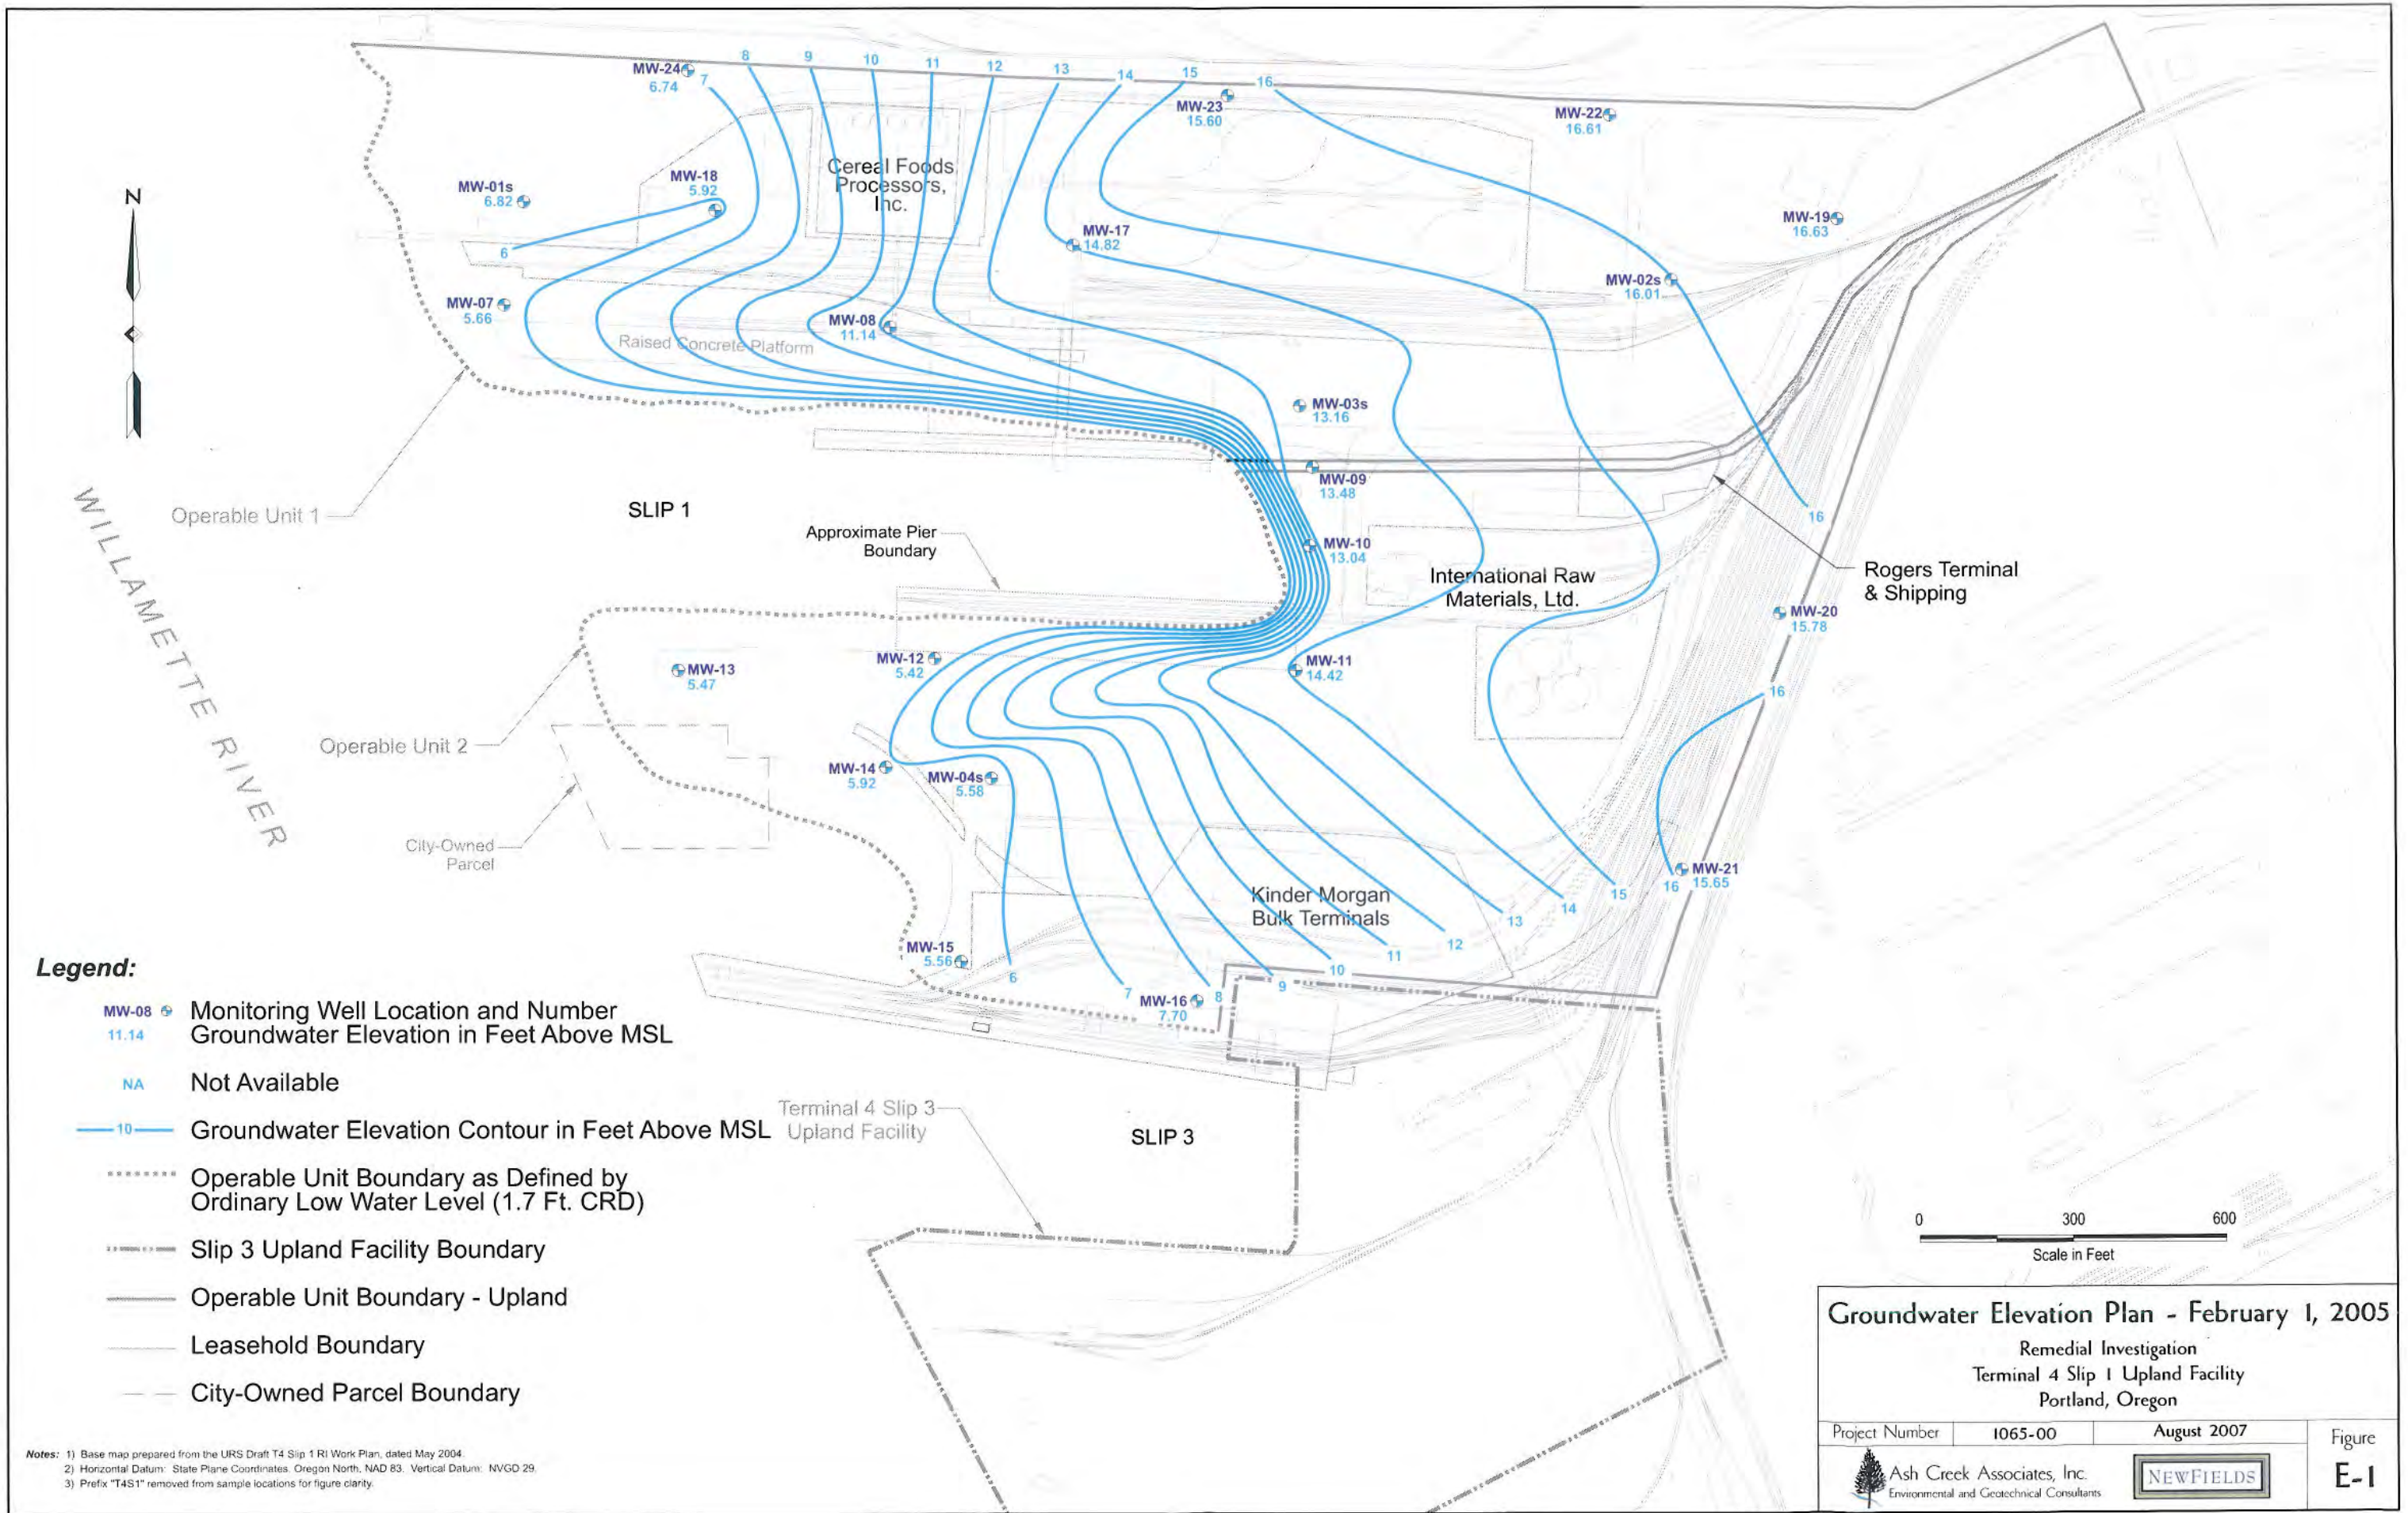 8
9
10
11
12
13
14
15
16
MW-24
6.74
7
MW-23
15.60
MW-22
16.61
Cereal Foods
Processors,
Inc.
MW-18
5.92
MW-01s
6.82
N
MW-19
16.63
MW-17
14.82
6
MW-02s
16.01
MW-07
5.66
MW-08
11.14
Raised Concrete Platform
MW-03s
13.16
MW-09
13.48
Operable Unit 1
SLIP 1
Approximate Pier
Boundary
MW-10
13.04
16
International Raw
Materials, Ltd.
Rogers Terminal
& Shipping
WILLAMETTE RIVER
MW-20
15.78
MW-12
5.42
MW-13
5.47
MW-11
14.42
16
Operable Unit 2
MW-14
5.92
MW-04s
5.58
City-Owned
Parcel
MW-21
15.65
16
15
14
13
12
11
10
9
8
7
6
Kinder Morgan
Bulk Terminals
MW-15
5.56
MW-16
7.70
Terminal 4 Slip 3
Upland Facility
SLIP 3
Legend:
MW-08 Monitoring Well Location and Number
11.14 Groundwater Elevation in Feet Above MSL
NA Not Available
10 Groundwater Elevation Contour in Feet Above MSL
Operable Unit Boundary as Defined by
Ordinary Low Water Level (1.7 Ft. CRD)
Slip 3 Upland Facility Boundary
Operable Unit Boundary - Upland
Leasehold Boundary
City-Owned Parcel Boundary
Notes: 1) Base map prepared from the URS Draft T4 Slip 1 RI Work Plan, dated May 2004.
2) Horizontal Datum: State Plane Coordinates, Oregon North, NAD 83. Vertical Datum: NVGD 29.
3) Prefix "T4S1" removed from sample locations for figure clarity.
0 300 600
Scale in Feet
Groundwater Elevation Plan - February 1, 2005
Remedial Investigation
Terminal 4 Slip 1 Upland Facility
Portland, Oregon
Project Number 1065-00 August 2007
Figure
E-1
Ash Creek Associates, Inc.
Environmental and Geotechnical Consultants
NEWFIELDS